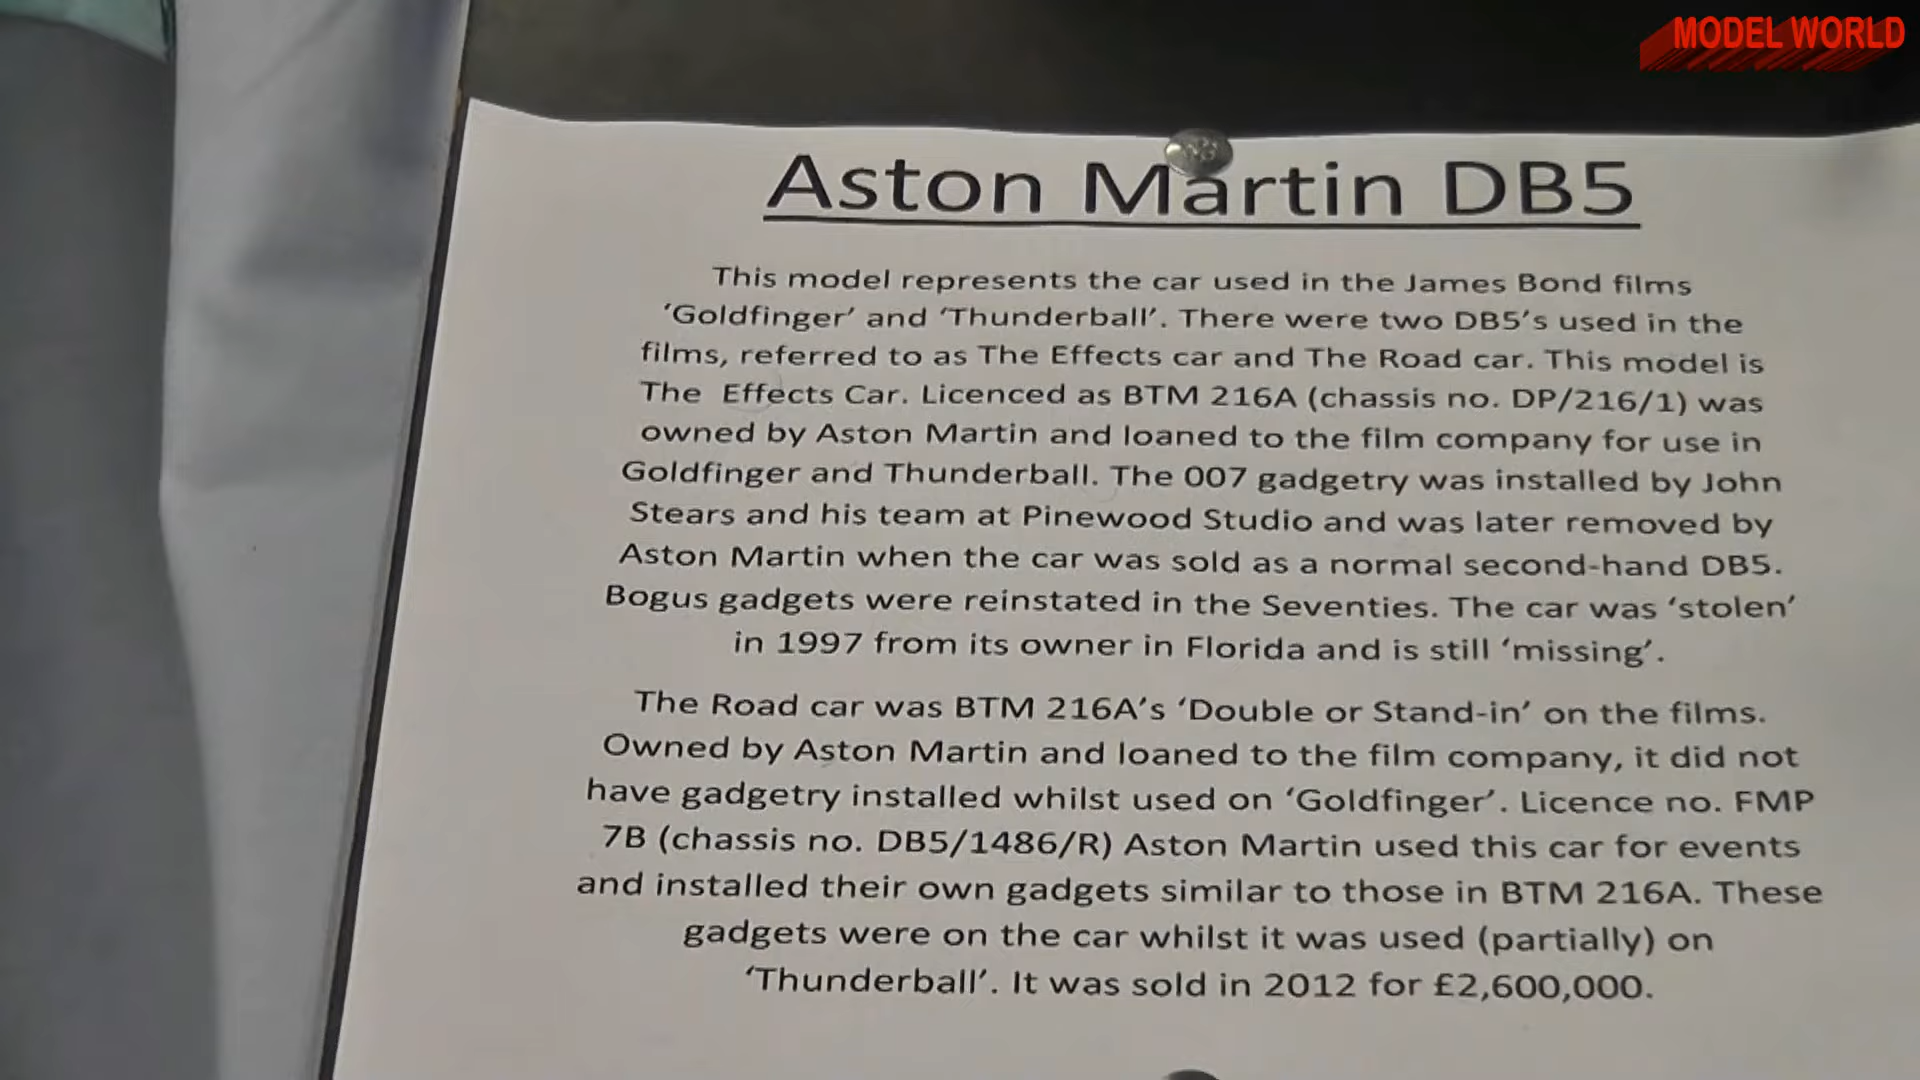 MODEL WORLD
Aston Martin DB5
This model represents the car used in the James Bond films
‘Goldfinger’ and ‘Thunderball’. There were two DB5’s used in the
films, referred to as The Effects car and The Road car. This model is
The Effects Car. Licenced as BTM 216A (chassis no. DP/216/1) was
owned by Aston Martin and loaned to the film company for use in
Goldfinger and Thunderball. The 007 gadgetry was installed by John
Stears and his team at Pinewood Studio and was later removed by
Aston Martin when the car was sold as a normal second-hand DB5.
Bogus gadgets were reinstated in the Seventies. The car was ‘stolen’
in 1997 from its owner in Florida and is still ‘missing’.
The Road car was BTM 216A’s ‘Double or Stand-in’ on the films.
Owned by Aston Martin and loaned to the film company, it did not
have gadgetry installed whilst used on ‘Goldfinger’. Licence no. FMP
7B (chassis no. DB5/1486/R) Aston Martin used this car for events
and installed their own gadgets similar to those in BTM 216A. These
gadgets were on the car whilst it was used (partially) on
‘Thunderball’. It was sold in 2012 for £2,600,000.